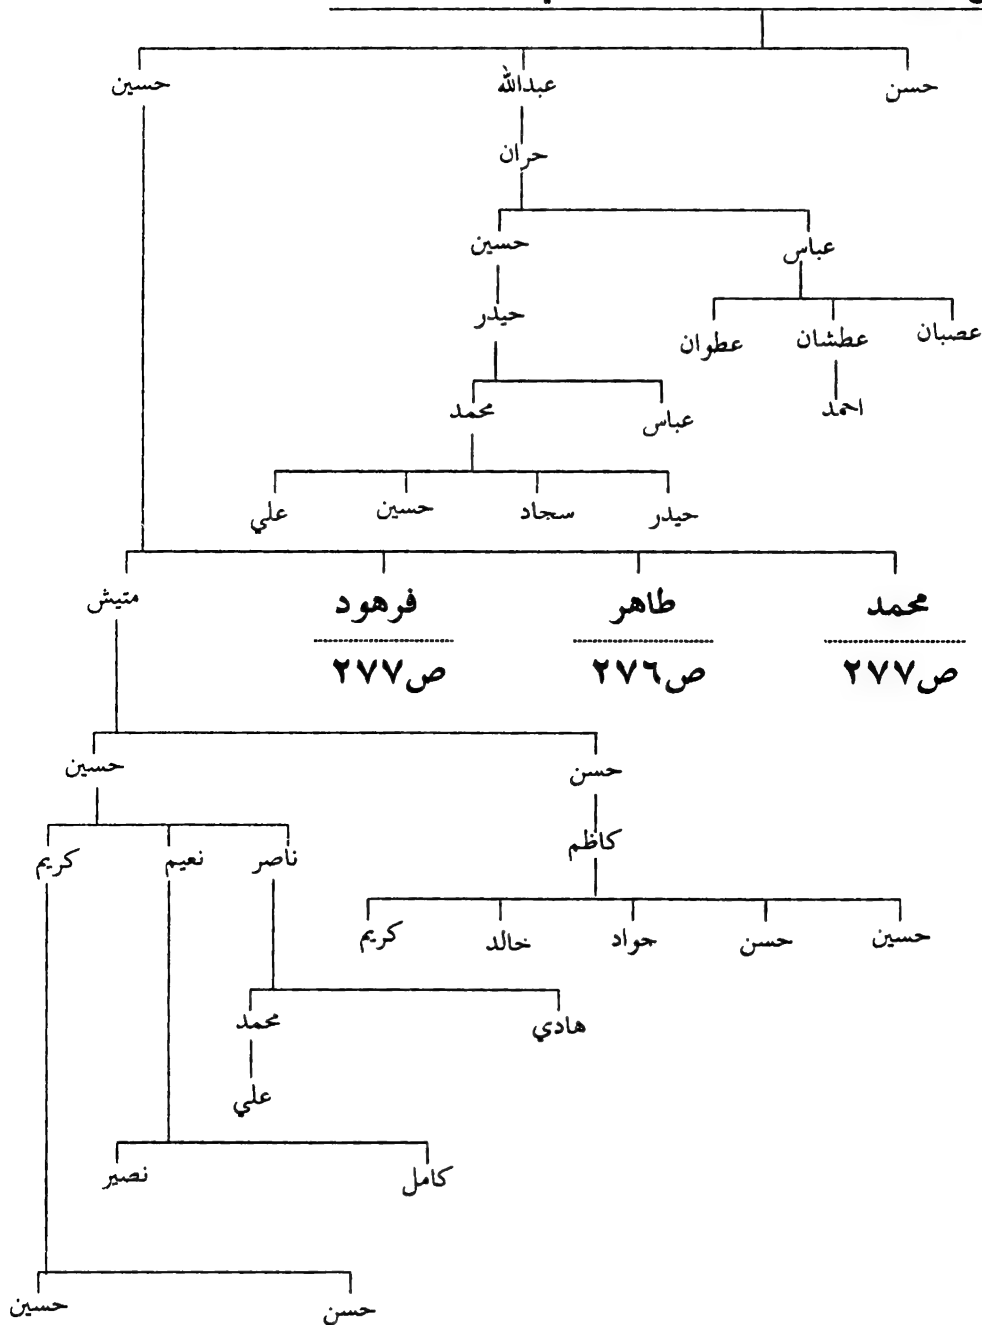 حسن عبدالله حسين
حران
عباس حسين
عصبان عطشان عطوان حيدر
احمد عباس محمد
حيدر سجاد حسين علي
محمد طاهر فرهود متيش
ص٢٧٧ ص٢٧٦ ص٢٧٧
حسن حسين
كاظم ناصر نعيم كريم
حسين حسن جواد خالد كريم
هادي محمد
علي
كامل نصير
حسن حسين